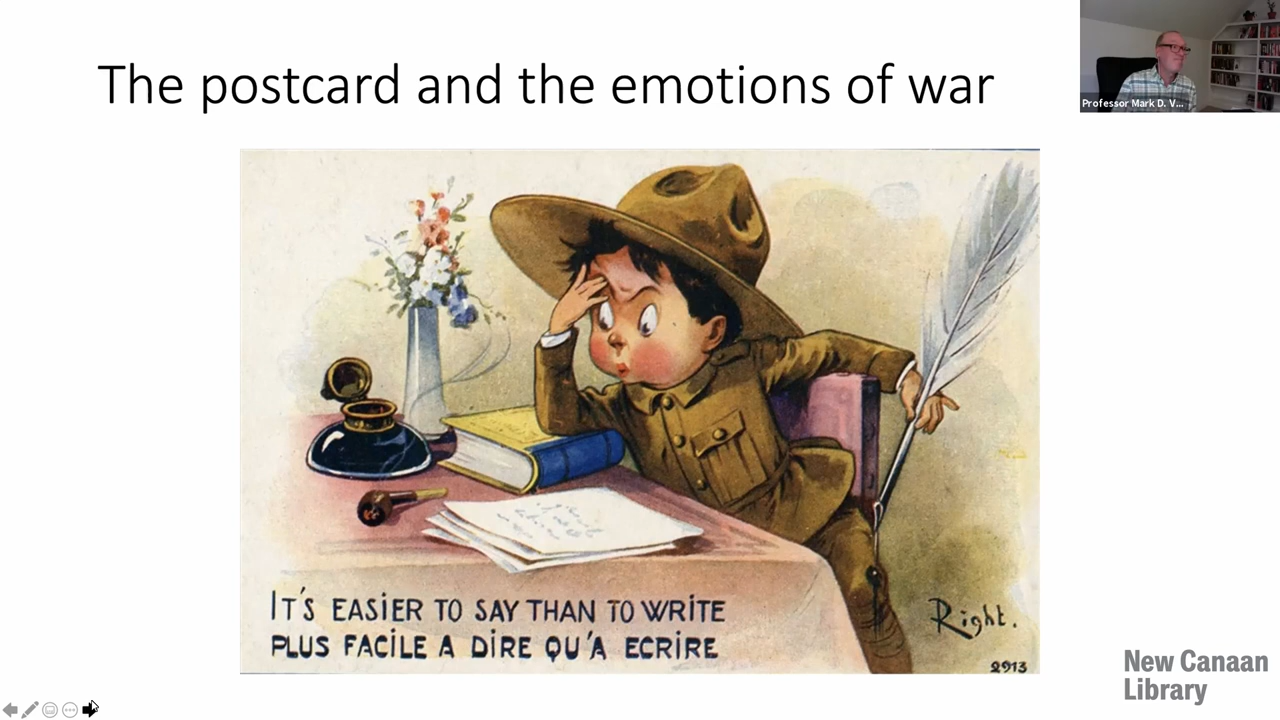 The postcard and the emotions of war
Professor Mark D. V...
IT'S EASIER TO SAY THAN TO WRITE
PLUS FACILE A DIRE QU'A ECRIRE
Right.
2913
New Canaan
Library